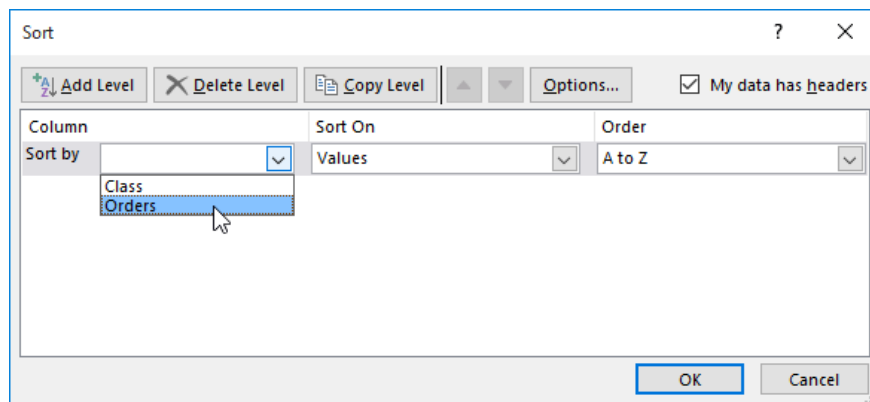 Sort ?
Add Level Delete Level Copy Level Options... My data has headers
Column Sort On Order
Sort by Values A to Z
Class
Orders
OK Cancel